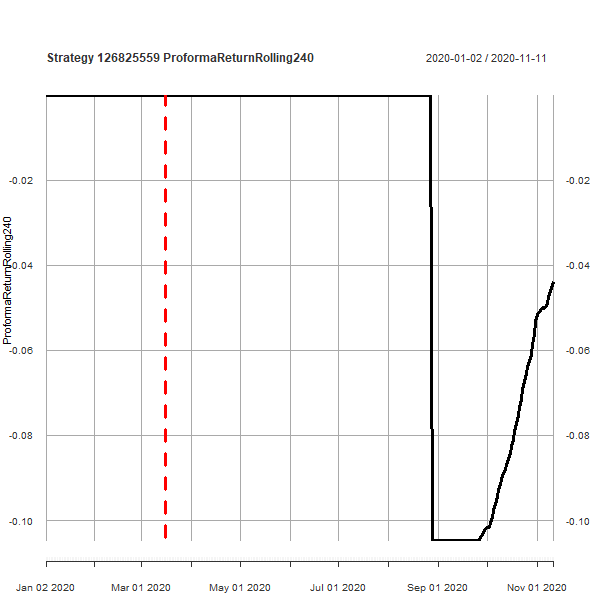 Strategy 126825559 ProformaReturnRolling240
2020-01-02 / 2020-11-11
ProformaReturnRolling240
-0.02 -0.02
-0.04 -0.04
-0.06 -0.06
-0.08 -0.08
-0.10 -0.10
Jan 02 2020 Mar 01 2020 May 01 2020 Jul 01 2020 Sep 01 2020 Nov 01 2020